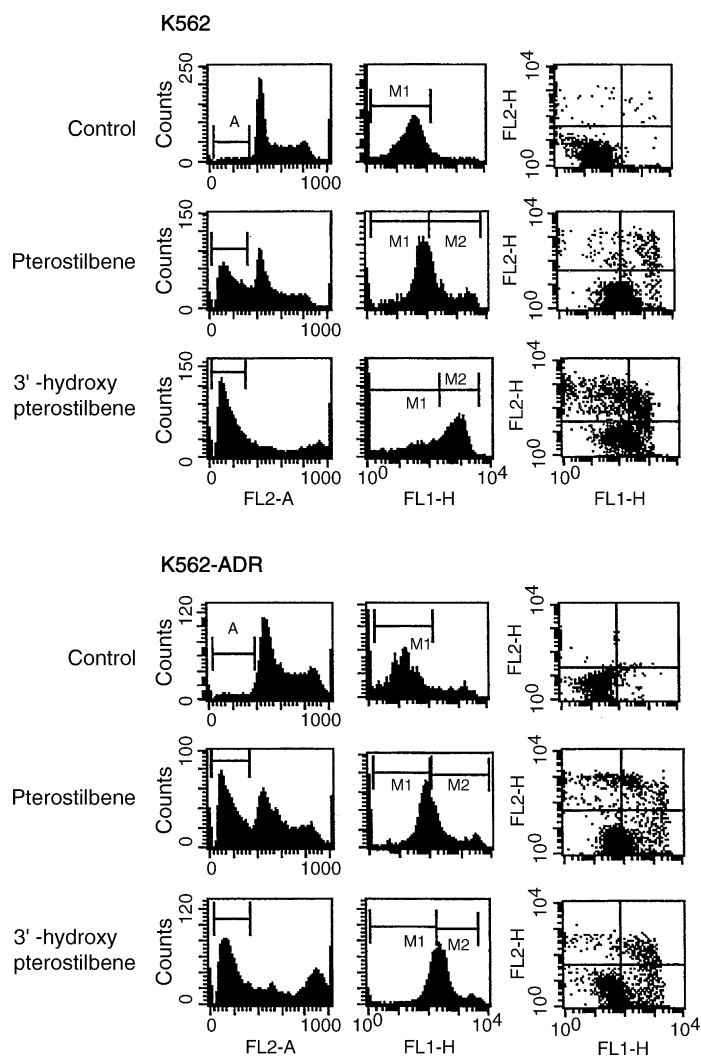 K562
Control
Counts
250
0
A
0 1000
M1
FL2-H
10^4
10^0
Pterostilbene
Counts
150
0
0 1000
M1 M2
FL2-H
10^4
10^0
3' -hydroxy
pterostilbene
Counts
150
0
0 1000
FL2-A
M2
M1
10^0 10^4
FL1-H
FL2-H
10^4
10^0
10^0 10^4
FL1-H
K562-ADR
Control
Counts
120
0
A
0 1000
M1
FL2-H
10^4
10^0
Pterostilbene
Counts
100
0
0 1000
M1 M2
FL2-H
10^4
10^0
3' -hydroxy
pterostilbene
Counts
120
0
0 1000
FL2-A
M1 M2
10^0 10^4
FL1-H
FL2-H
10^4
10^0
10^0 10^4
FL1-H